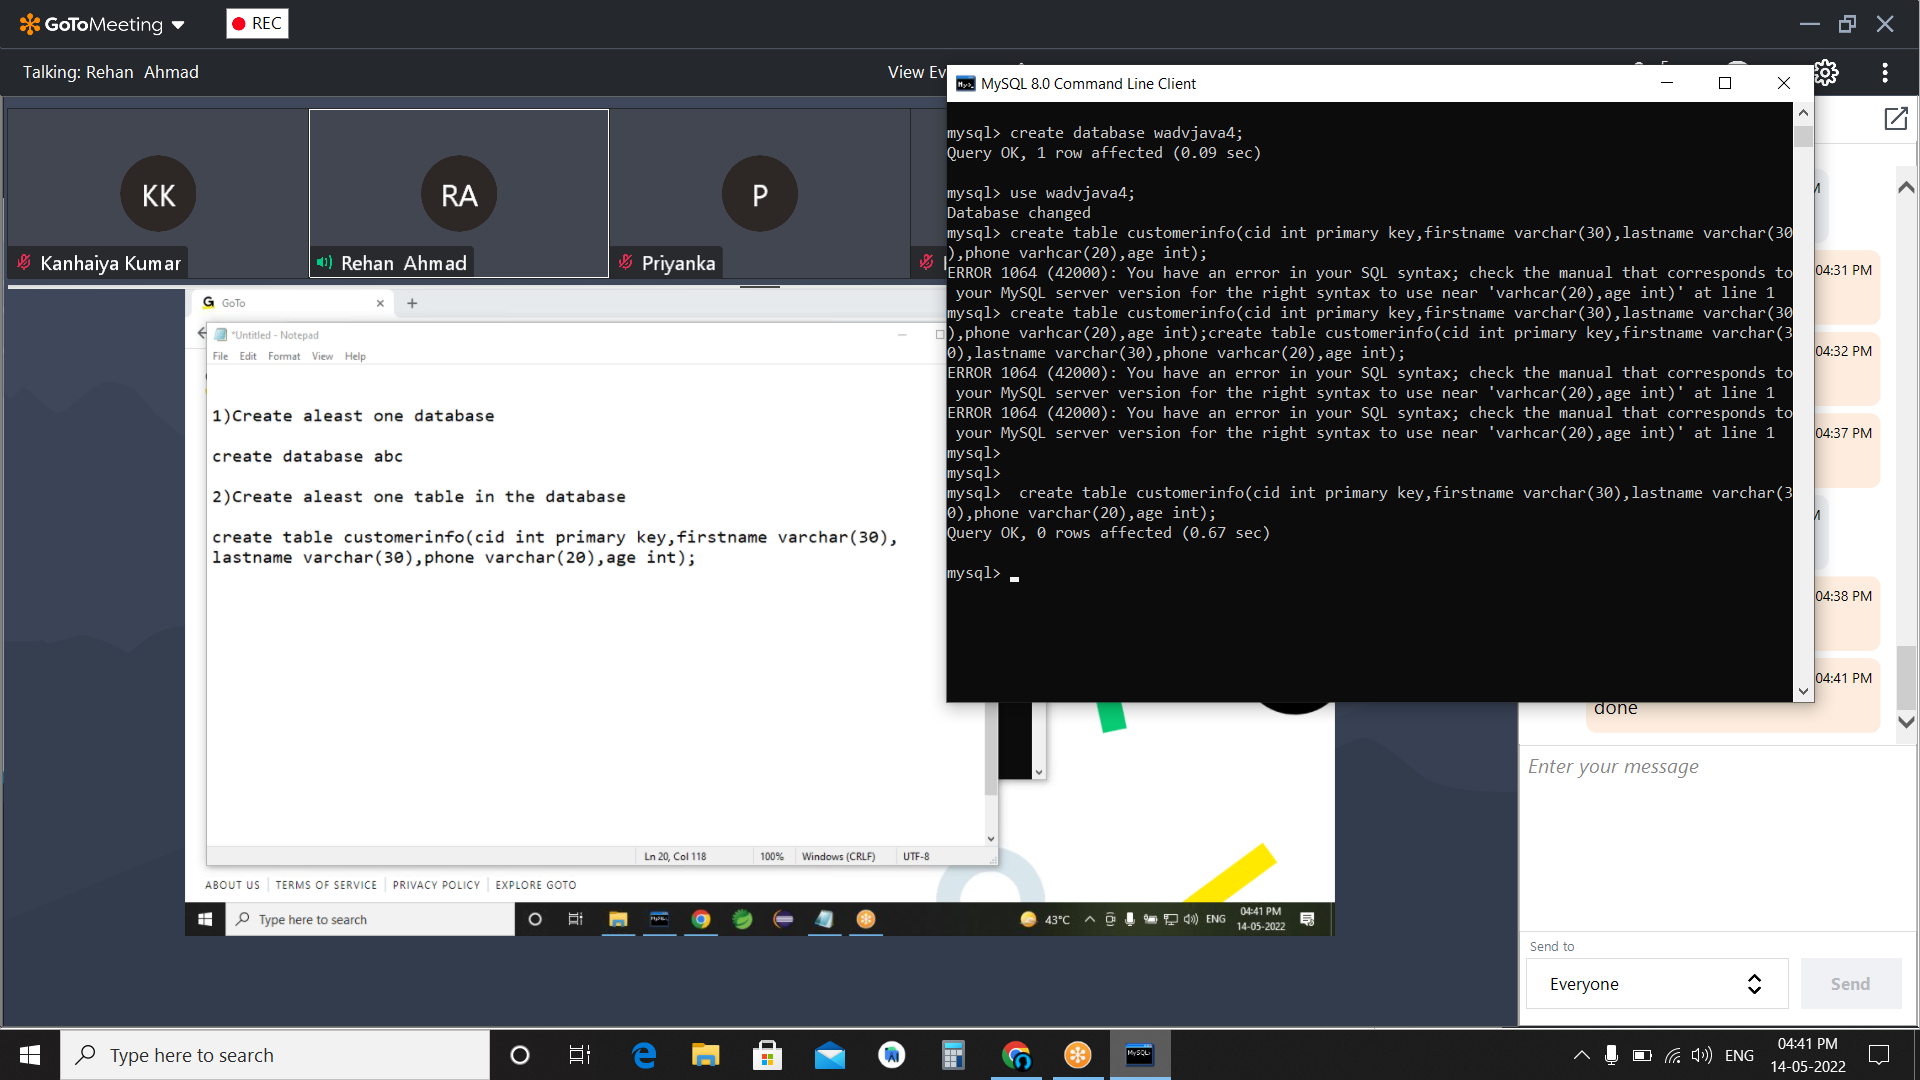 GoToMeeting
REC
Talking: Rehan Ahmad
View Ev
KK
Kanhaiya Kumar
RA
Rehan Ahmad
P
Priyanka
MySQL 8.0 Command Line Client
mysql> create database wadvjava4;
Query OK, 1 row affected (0.09 sec)
mysql> use wadvjava4;
Database changed
mysql> create table customerinfo(cid int primary key,firstname varchar(30),lastname varchar(30
),phone varhcar(20),age int);
ERROR 1064 (42000): You have an error in your SQL syntax; check the manual that corresponds to
your MySQL server version for the right syntax to use near 'varhcar(20),age int)' at line 1
mysql> create table customerinfo(cid int primary key,firstname varchar(30),lastname varchar(30
),phone varhcar(20),age int);create table customerinfo(cid int primary key,firstname varchar(3
0),lastname varchar(30),phone varhcar(20),age int);
ERROR 1064 (42000): You have an error in your SQL syntax; check the manual that corresponds to
your MySQL server version for the right syntax to use near 'varhcar(20),age int)' at line 1
ERROR 1064 (42000): You have an error in your SQL syntax; check the manual that corresponds to
your MySQL server version for the right syntax to use near 'varhcar(20),age int)' at line 1
mysql>
mysql>
mysql>  create table customerinfo(cid int primary key,firstname varchar(30),lastname varchar(3
0),phone varchar(20),age int);
Query OK, 0 rows affected (0.67 sec)
mysql>
GoTo
*Untitled - Notepad
File Edit Format View Help
1)Create aleast one database
create database abc
2)Create aleast one table in the database
create table customerinfo(cid int primary key,firstname varchar(30),
lastname varchar(30),phone varchar(20),age int);
Ln 20, Col 118 100% Windows (CRLF) UTF-8
ABOUT US TERMS OF SERVICE PRIVACY POLICY EXPLORE GOTO
Type here to search
43°C
ENG
04:41 PM
14-05-2022
M
04:31 PM
04:32 PM
04:37 PM
M
04:38 PM
04:41 PM
done
Enter your message
Send to
Everyone
Send
Type here to search
MySQL
ENG
04:41 PM
14-05-2022